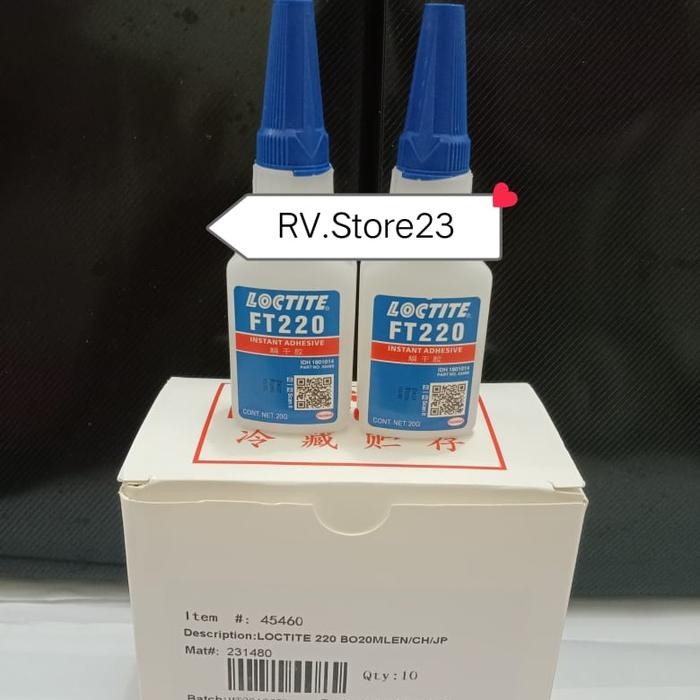 RV.Store23
LOCTITE
FT220
INSTANT ADHESIVE
瞬干胶
IDH 1601014
CONT. NET. 20G
LOCTITE
FT220
INSTANT ADHESIVE
瞬干胶
IDH 1601014
CONT. NET. 20G
冷藏贮存
Item #: 45460
Description:LOCTITE 220 BO20MLEN/CH/JP
Mat#: 231480
Qty:10